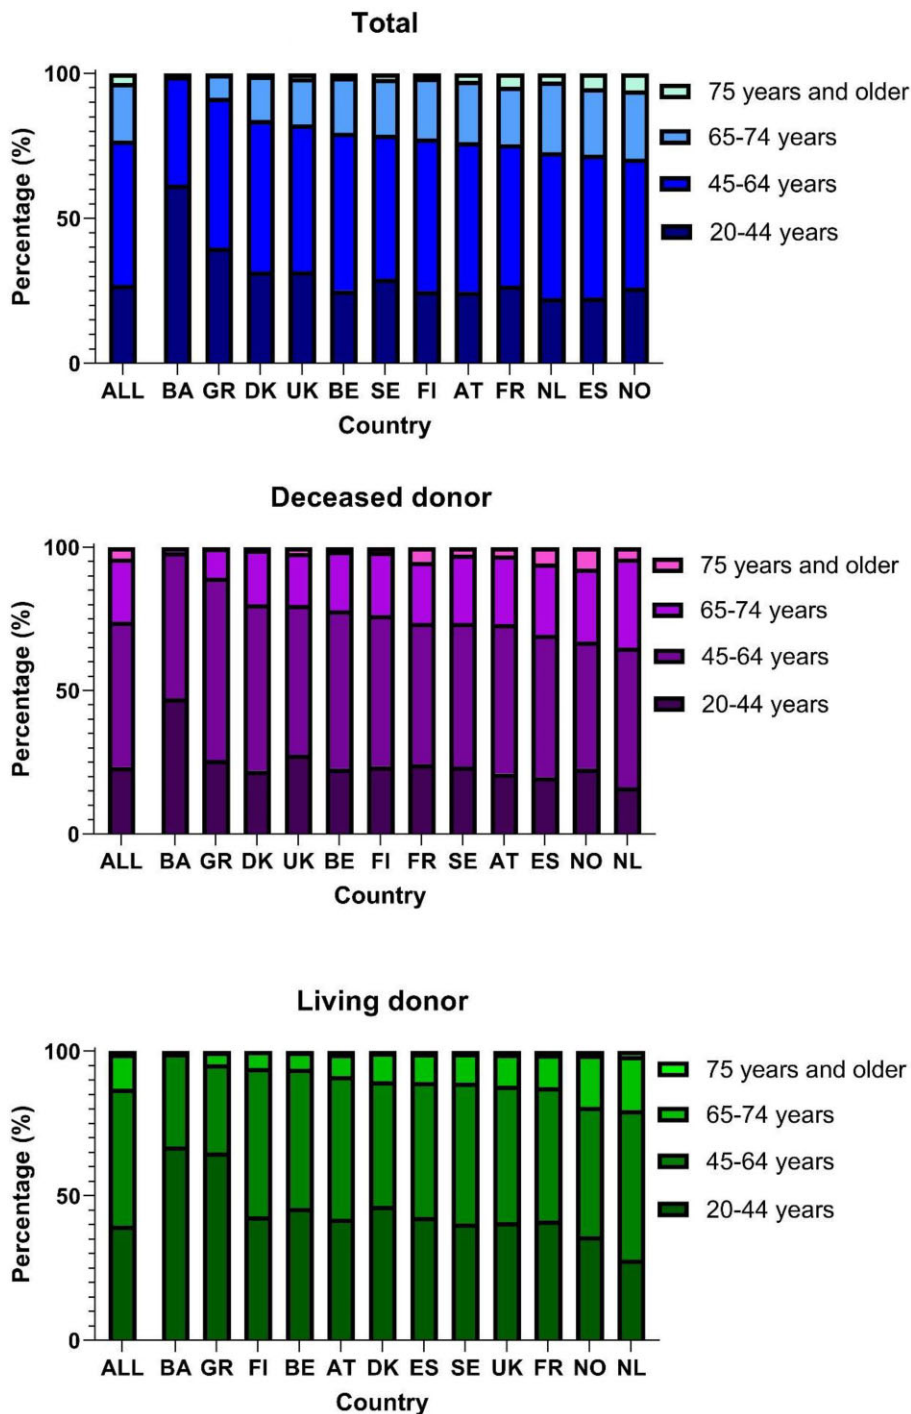 Total
Percentage (%)
100
50
0
75 years and older
65-74 years
45-64 years
20-44 years
ALL BA GR DK UK BE SE FI AT FR NL ES NO
Country
Deceased donor
Percentage (%)
100
50
0
75 years and older
65-74 years
45-64 years
20-44 years
ALL BA GR DK UK BE FI FR SE AT ES NO NL
Country
Living donor
Percentage (%)
100
50
0
75 years and older
65-74 years
45-64 years
20-44 years
ALL BA GR FI BE AT DK ES SE UK FR NO NL
Country